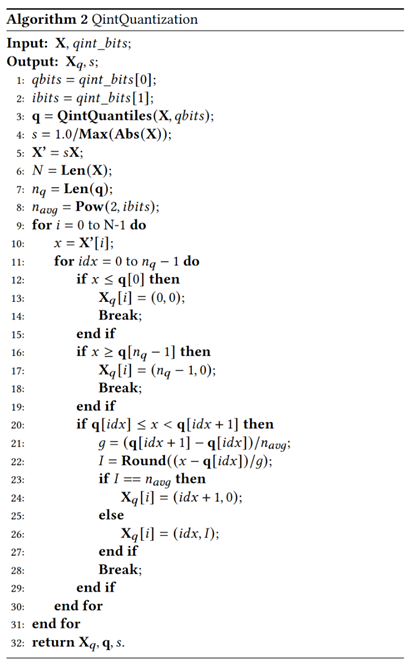 Algorithm 2 QintQuantization
Input: X, qint_bits;
Output: X_q, s;
1: qbits = qint_bits[0];
2: ibits = qint_bits[1];
3: q = QintQuantiles(X, qbits);
4: s = 1.0/Max(Abs(X));
5: X' = sX;
6: N = Len(X);
7: n_q = Len(q);
8: n_avg = Pow(2, ibits);
9: for i = 0 to N-1 do
10: x = X'[i];
11: for idx = 0 to n_q − 1 do
12: if x ≤ q[0] then
13: X_q[i] = (0, 0);
14: Break;
15: end if
16: if x ≥ q[n_q − 1] then
17: X_q[i] = (n_q − 1, 0);
18: Break;
19: end if
20: if q[idx] ≤ x < q[idx + 1] then
21: g = (q[idx + 1] − q[idx])/n_avg;
22: I = Round((x − q[idx])/g);
23: if I == n_avg then
24: X_q[i] = (idx + 1, 0);
25: else
26: X_q[i] = (idx, I);
27: end if
28: Break;
29: end if
30: end for
31: end for
32: return X_q, q, s.